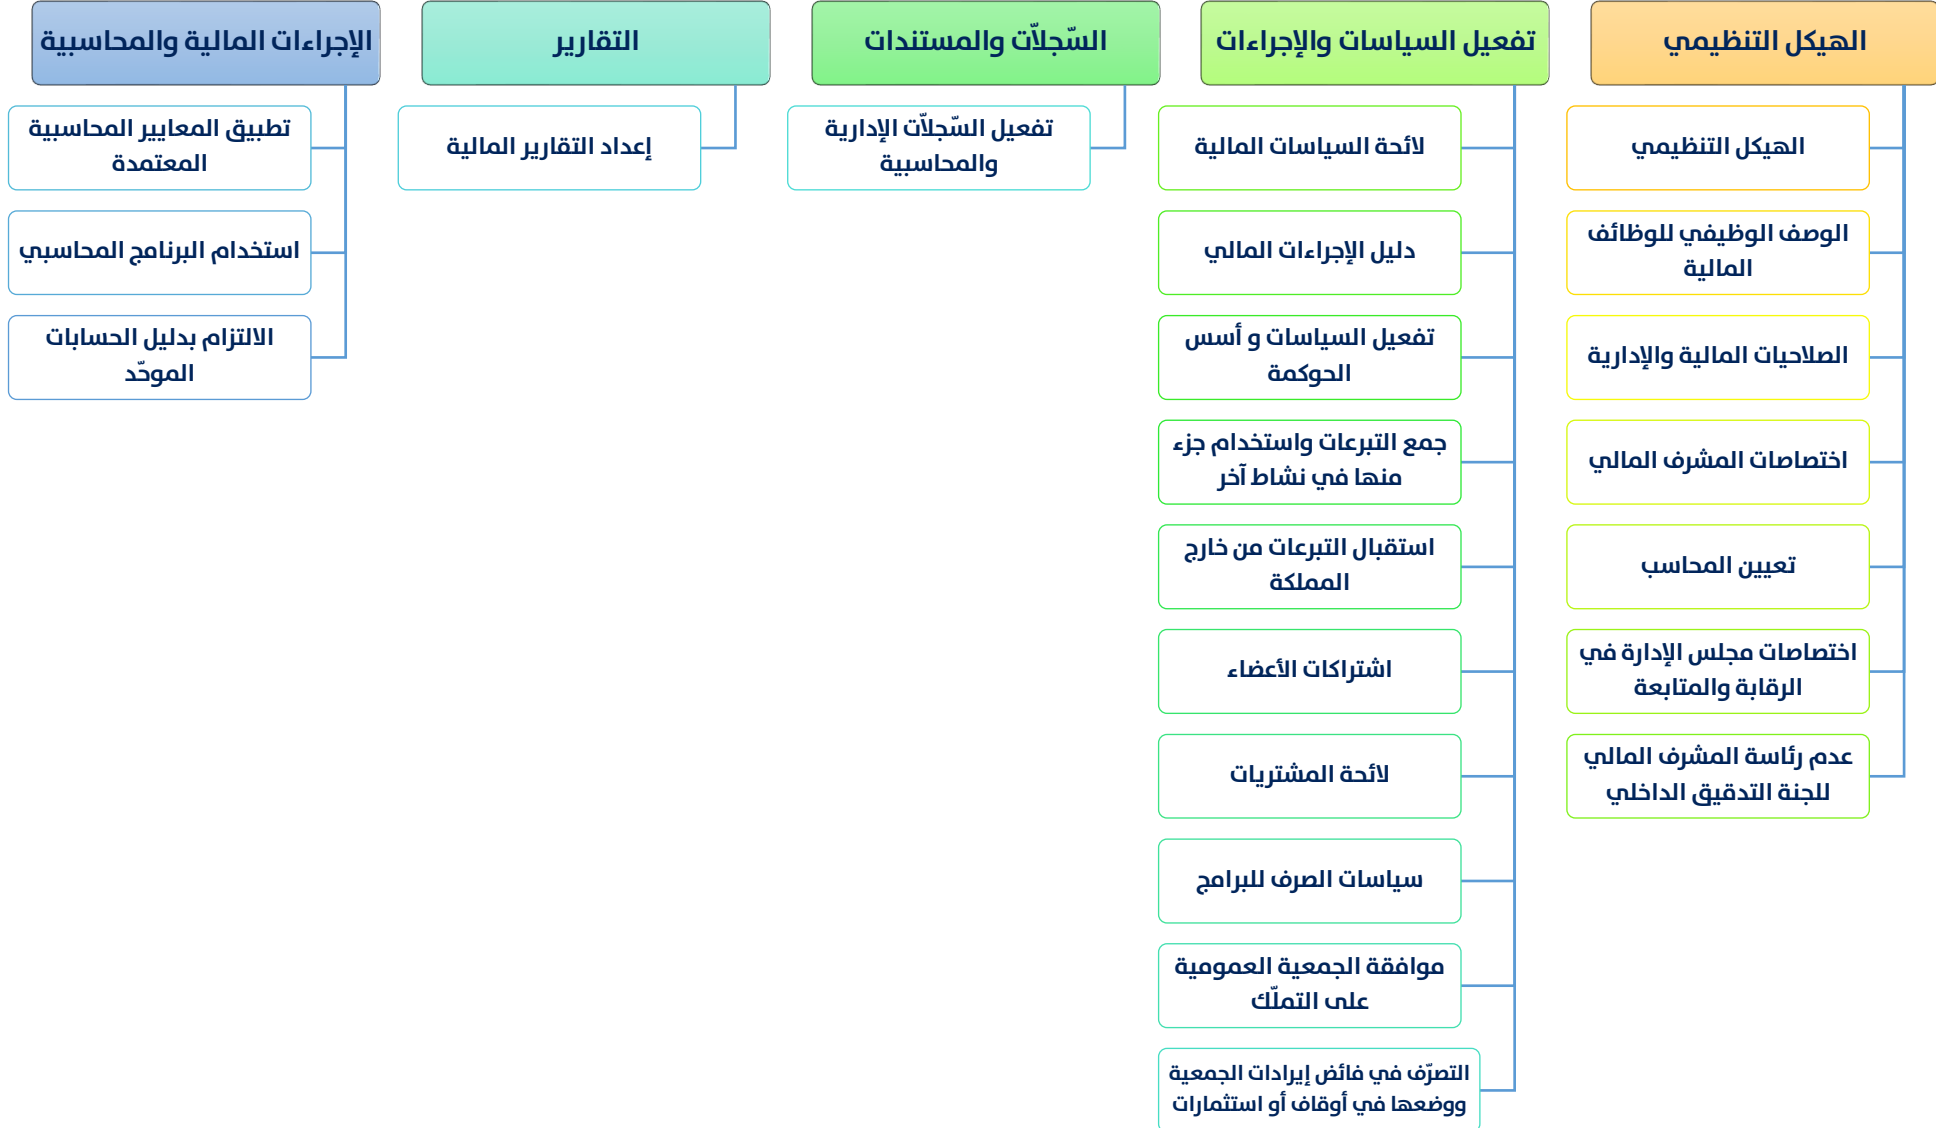 الهيكل التنظيمي
الهيكل التنظيمي
الوصف الوظيفي للوظائف
المالية
الصلاحيات المالية والإدارية
اختصاصات المشرف المالي
تعيين المحاسب
اختصاصات مجلس الإدارة في
الرقابة والمتابعة
عدم رئاسة المشرف المالي
للجنة التدقيق الداخلي
تفعيل السياسات والإجراءات
لائحة السياسات المالية
دليل الإجراءات المالي
تفعيل السياسات و أسس
الحوكمة
جمع التبرعات واستخدام جزء
منها في نشاط آخر
استقبال التبرعات من خارج
المملكة
اشتراكات الأعضاء
لائحة المشتريات
سياسات الصرف للبرامج
موافقة الجمعية العمومية
على التملّك
التصرّف في فائض إيرادات الجمعية
ووضعها في أوقاف أو استثمارات
السّجلاّت والمستندات
تفعيل السّجلاّت الإدارية
والمحاسبية
التقارير
إعداد التقارير المالية
الإجراءات المالية والمحاسبية
تطبيق المعايير المحاسبية
المعتمدة
استخدام البرنامج المحاسبي
الالتزام بدليل الحسابات
الموحّد